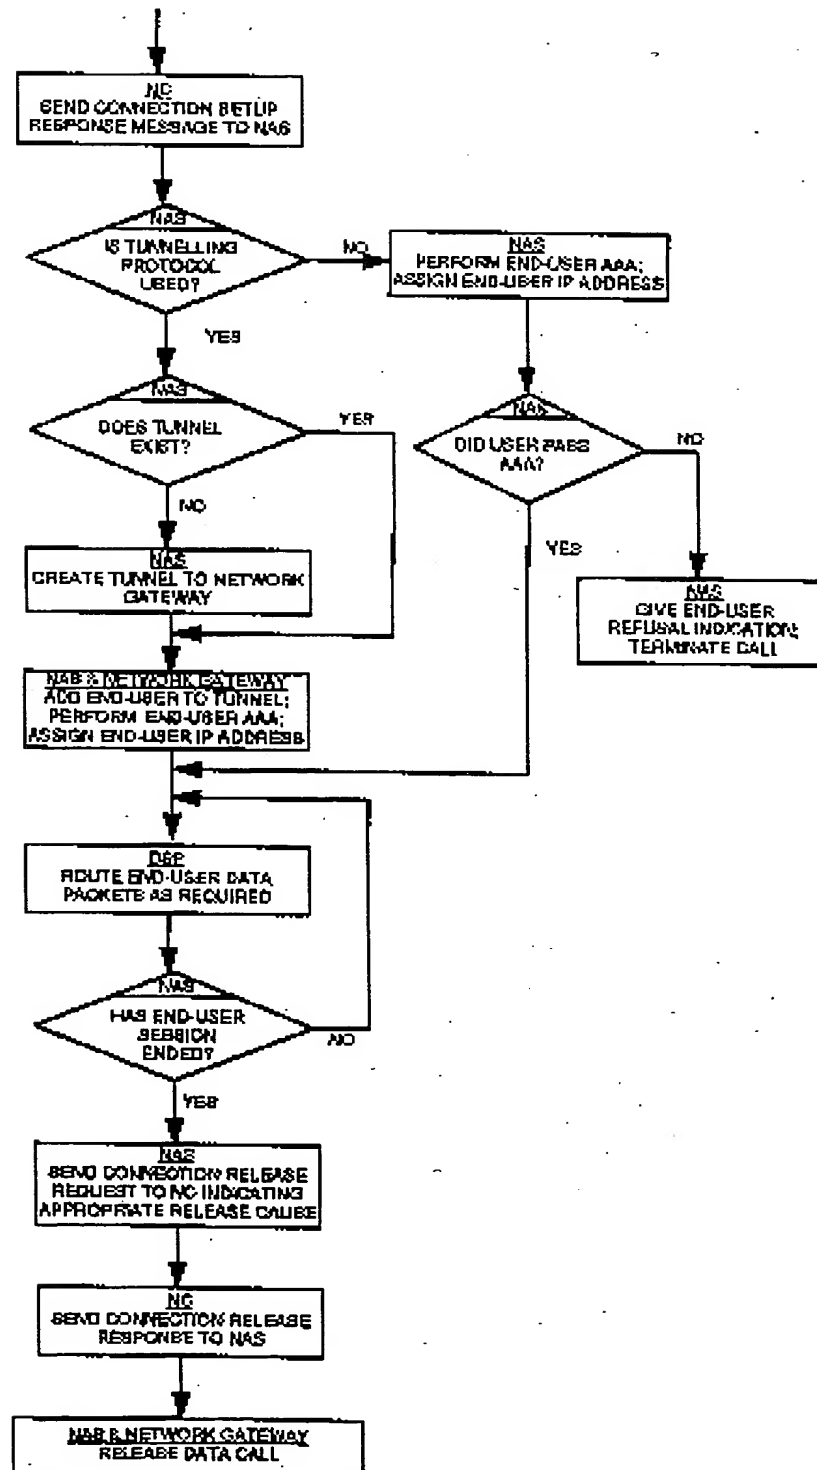 NC
SEND CONNECTION SETUP
RESPONSE MESSAGE TO NAS
NAS
IS TUNNELLING
PROTOCOL
USED?
NO
NAS
PERFORM END-USER AAA;
ASSIGN END-USER IP ADDRESS
YES
NAS
DOES TUNNEL
EXIST?
YES
NAS
DID USER PASS
AAA?
NO
NO
YES
NAS
CREATE TUNNEL TO NETWORK
GATEWAY
NAS
GIVE END-USER
REFUSAL INDICATION;
TERMINATE CALL
NAS & NETWORK GATEWAY
ADD END-USER TO TUNNEL;
PERFORM END-USER AAA;
ASSIGN END-USER IP ADDRESS
ROUTE END-USER DATA
PACKETS AS REQUIRED
NAS
HAS END-USER
SESSION
ENDED?
NO
YES
NAS
SEND CONNECTION RELEASE
REQUEST TO NC INDICATING
APPROPRIATE RELEASE CAUSE
NC
SEND CONNECTION RELEASE
RESPONSE TO NAS
NAS & NETWORK GATEWAY
RELEASE DATA CALL